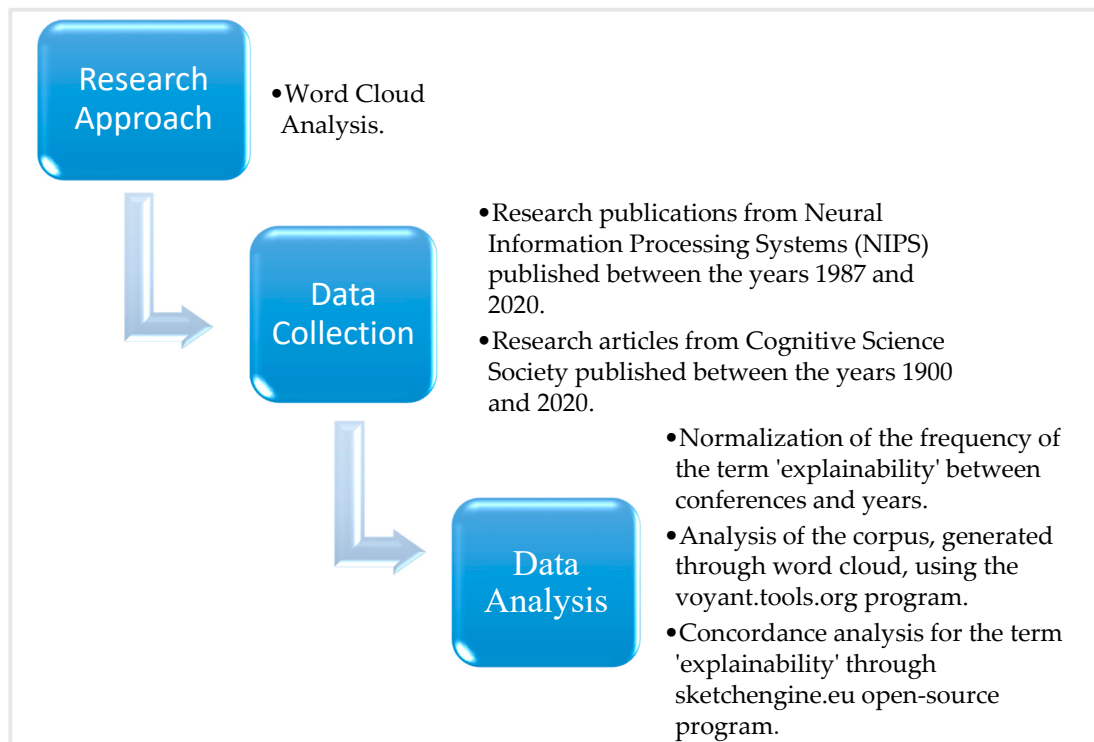 Research
Approach
•Word Cloud
Analysis.
Data
Collection
•Research publications from Neural
Information Processing Systems (NIPS)
published between the years 1987 and
2020.
•Research articles from Cognitive Science
Society published between the years 1900
and 2020.
Data
Analysis
•Normalization of the frequency of
the term 'explainability' between
conferences and years.
•Analysis of the corpus, generated
through word cloud, using the
voyant.tools.org program.
•Concordance analysis for the term
'explainability' through
sketchengine.eu open-source
program.